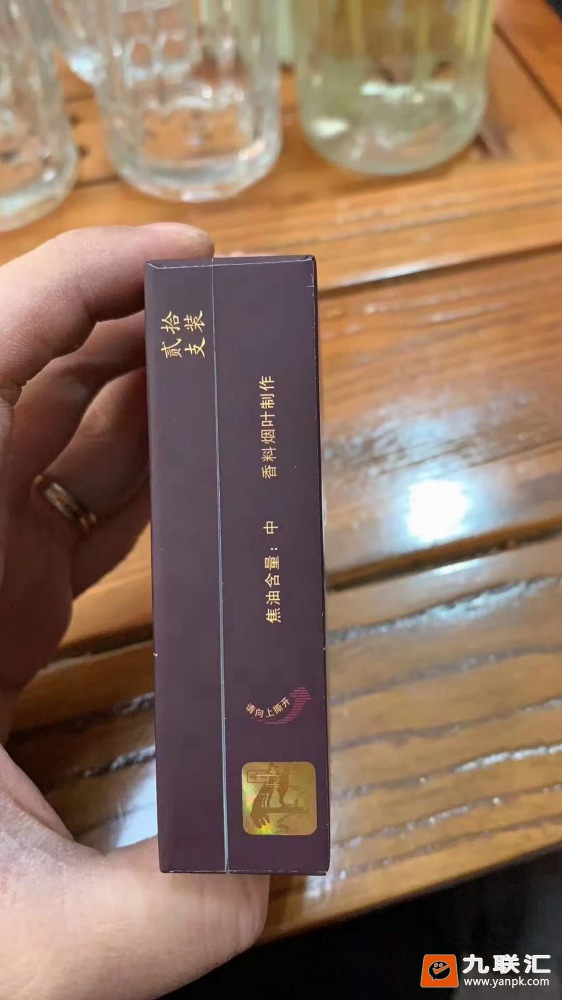 贰拾
支装
香料烟叶制作
焦油含量：中
请向上撕开
九联汇
www.yanpk.com